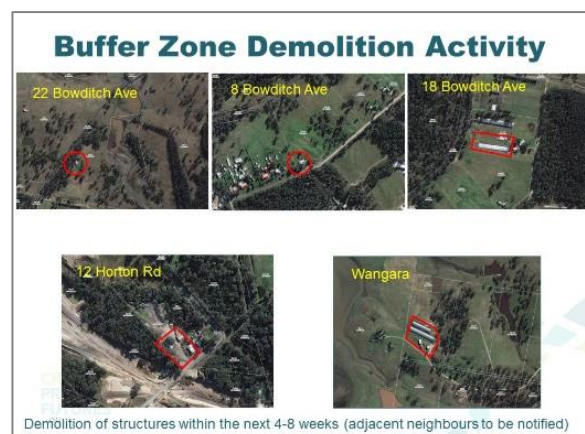 Buffer Zone Demolition Activity
22 Bowditch Ave
8 Bowditch Ave
18 Bowditch Ave
12 Horton Rd
Wangara
FUTURES
Demolition of structures within the next 4-8 weeks (adjacent neighbours to be notified)